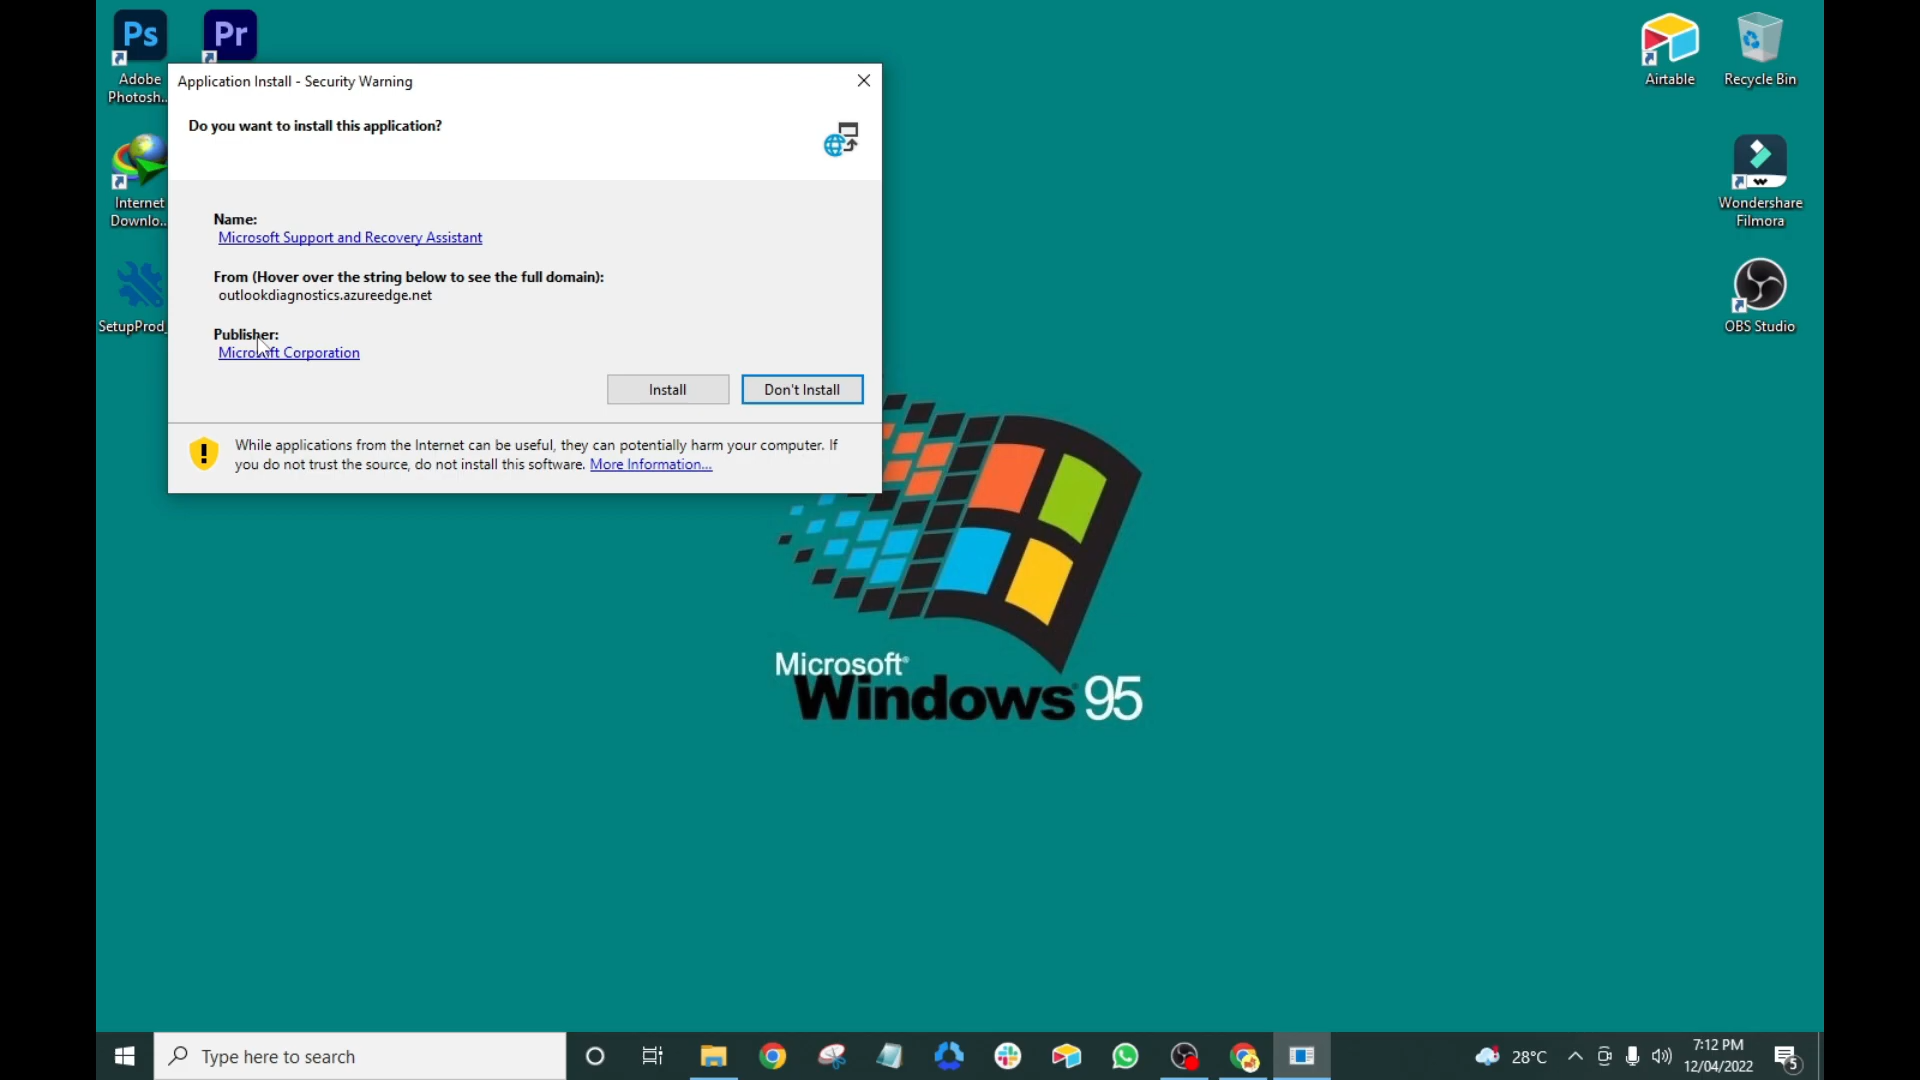 Ps
Pr
Adobe
Photosh...
Application Install - Security Warning
Do you want to install this application?
Name:
Microsoft Support and Recovery Assistant
From (Hover over the string below to see the full domain):
outlookdiagnostics.azureedge.net
Publisher:
Microsoft Corporation
Install
Don't Install
While applications from the Internet can be useful, they can potentially harm your computer. If
you do not trust the source, do not install this software. More Information...
Internet
Downlo...
SetupProd_
Airtable
Recycle Bin
Wondershare
Filmora
OBS Studio
Microsoft®
Windows 95
Type here to search
28°C
7:12 PM
12/04/2022
5